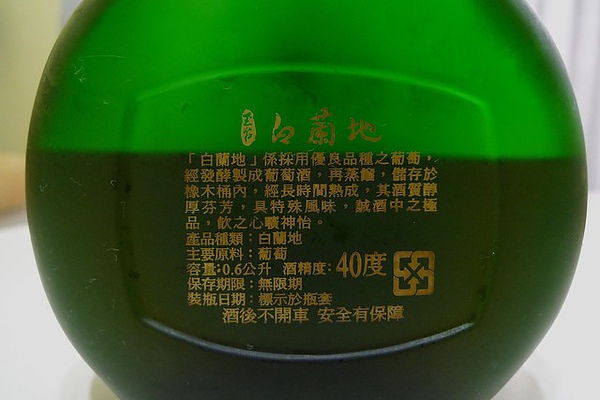 玉山 白蘭地
「白蘭地」係採用優良品種之葡萄，
經發酵製成葡萄酒，再蒸餾，儲存於
橡木桶內，經長時間熟成，其酒質醇
厚芬芳，具特殊風味，誠酒中之極
品，飲之心曠神怡。
產品種類：白蘭地
主要原料：葡萄
容量：0.6公升 酒精度：40度
保存期限：無限期
裝瓶日期：標示於瓶套
酒後不開車 安全有保障